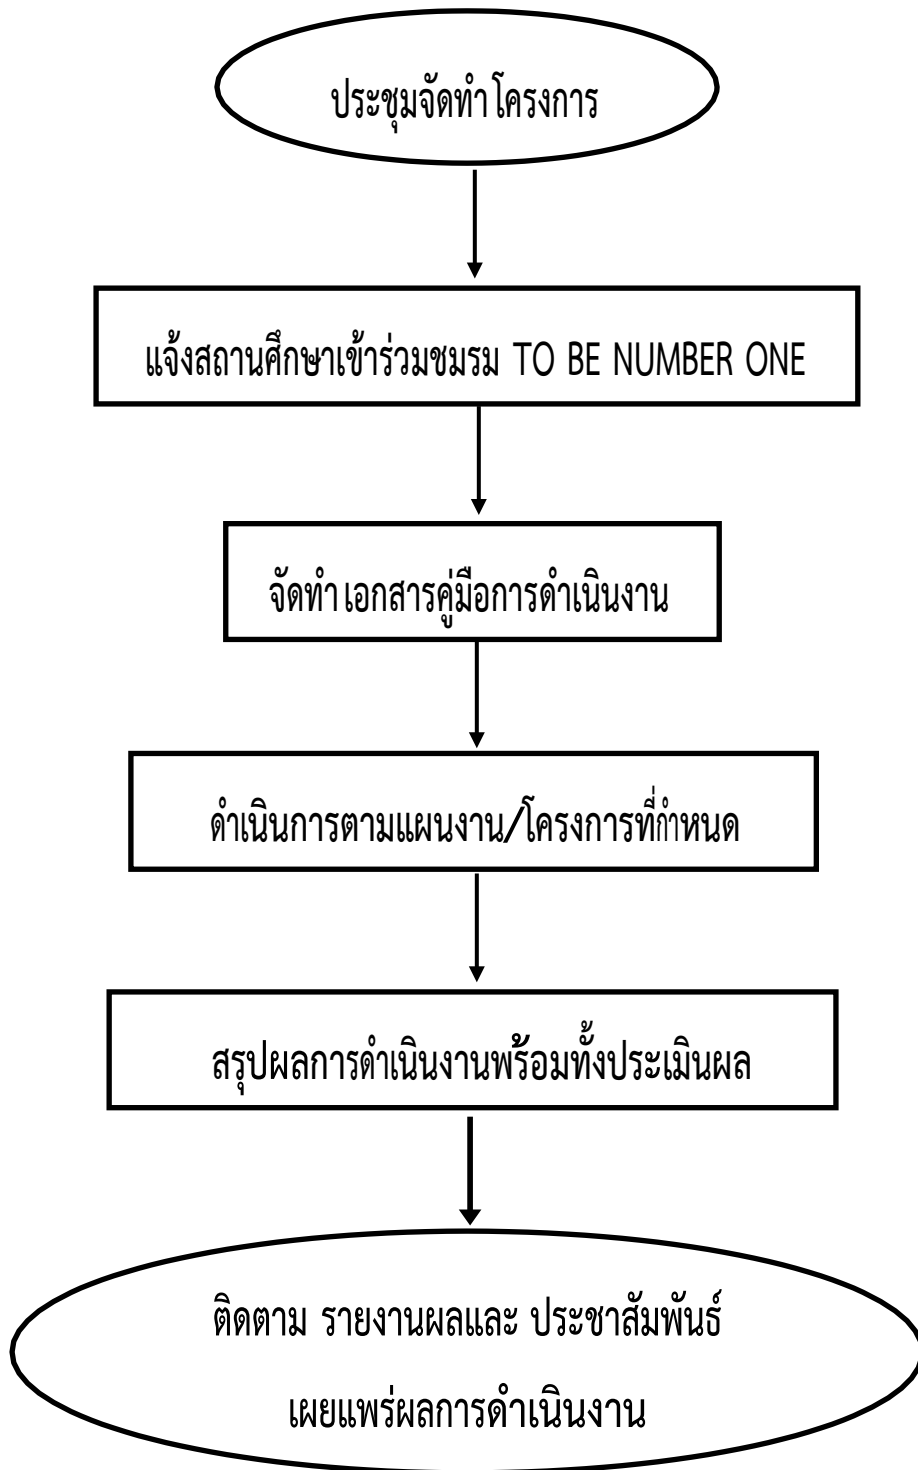 ประชุมจัดทำโครงการ
แจ้งสถานศึกษาเข้าร่วมชมรม TO BE NUMBER ONE
จัดทำเอกสารคู่มือการดำเนินงาน
ดำเนินการตามแผนงาน/โครงการที่กำหนด
สรุปผลการดำเนินงานพร้อมทั้งประเมินผล
ติดตาม รายงานผลและ ประชาสัมพันธ์
เผยแพร่ผลการดำเนินงาน